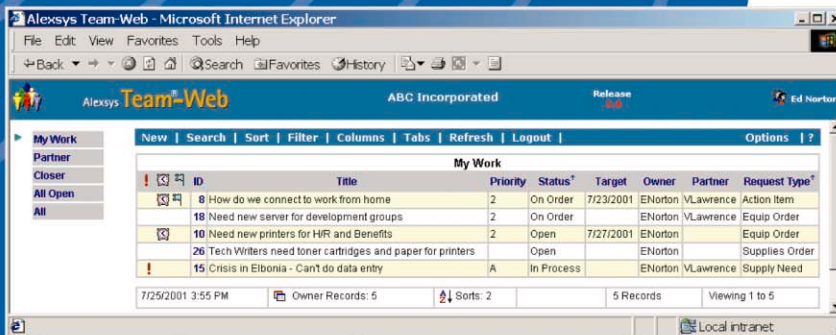 Alexsys Team-Web - Microsoft Internet Explorer
File Edit View Favorites Tools Help
Back Search Favorites History
Alexsys Team-Web® ABC Incorporated Release Ed Norton
My Work
Partner
Closer
All Open
All
New | Search | Sort | Filter | Columns | Tabs | Refresh | Logout | Options | ?
My Work
! ID Title Priority Status↑ Target Owner Partner Request Type↑
8 How do we connect to work from home 2 On Order 7/23/2001 ENorton VLawrence Action Item
18 Need new server for development groups 2 On Order ENorton VLawrence Equip Order
10 Need new printers for H/R and Benefits 2 Open 7/27/2001 ENorton Equip Order
26 Tech Writers need toner cartridges and paper for printers Open ENorton Supplies Order
! 15 Crisis in Elbonia - Can't do data entry A In Process ENorton VLawrence Supply Need
7/25/2001 3:55 PM Owner Records: 5 Sorts: 2 5 Records Viewing 1 to 5
Local intranet